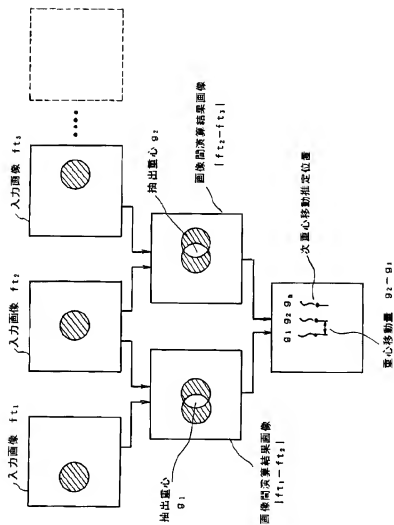 入力画像 ft₁
入力画像 ft₂
入力画像 ft₃
抽出重心
g₁
抽出重心 g₂
画像間演算結果画像
|ft₁−ft₂|
画像間演算結果画像
|ft₂−ft₃|
g₁ g₂ g₃
次重心移動推定位置
重心移動量 g₂−g₁